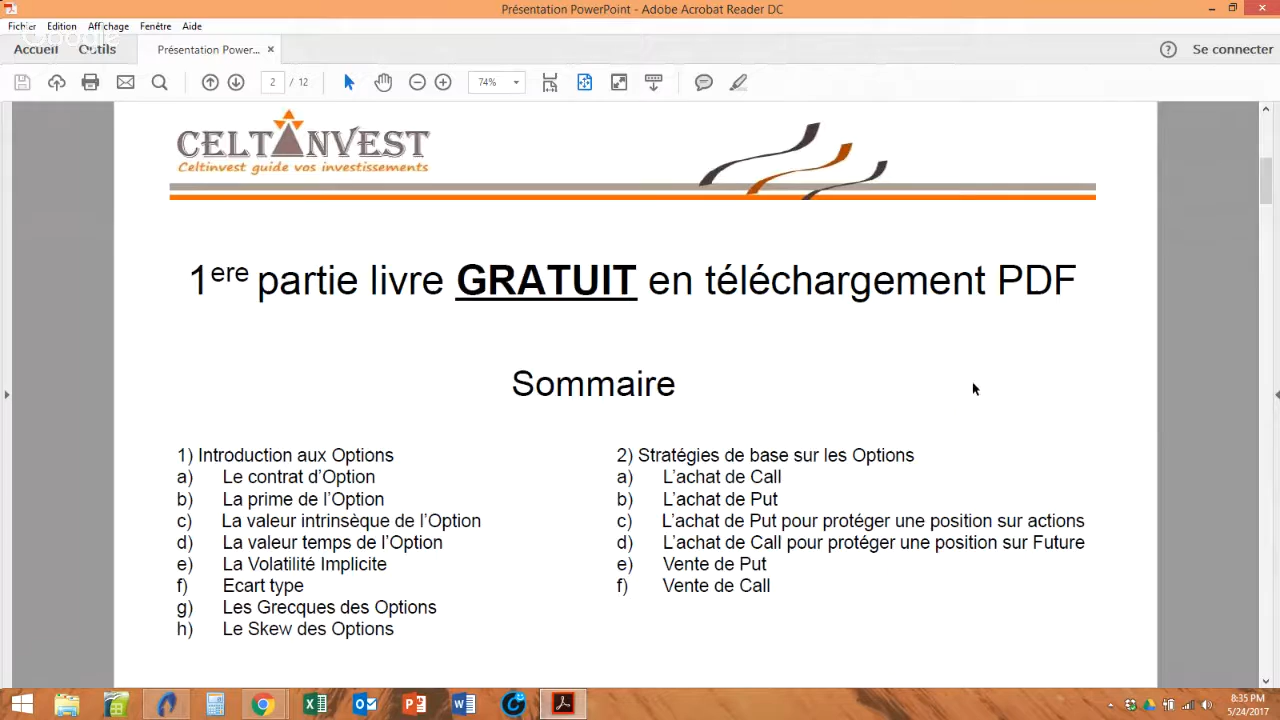 Présentation PowerPoint - Adobe Acrobat Reader DC
Fichier Edition Affichage Fenêtre Aide
Google
Accueil Outils Présentation Power... × Se connecter
2 / 12 74%
CELTINVEST
Celtinvest guide vos investissements
1ere partie livre GRATUIT en téléchargement PDF
Sommaire
1) Introduction aux Options
a) Le contrat d'Option
b) La prime de l'Option
c) La valeur intrinsèque de l'Option
d) La valeur temps de l'Option
e) La Volatilité Implicite
f) Ecart type
g) Les Grecques des Options
h) Le Skew des Options
2) Stratégies de base sur les Options
a) L'achat de Call
b) L'achat de Put
c) L'achat de Put pour protéger une position sur actions
d) L'achat de Call pour protéger une position sur Future
e) Vente de Put
f) Vente de Call
8:35 PM
5/24/2017